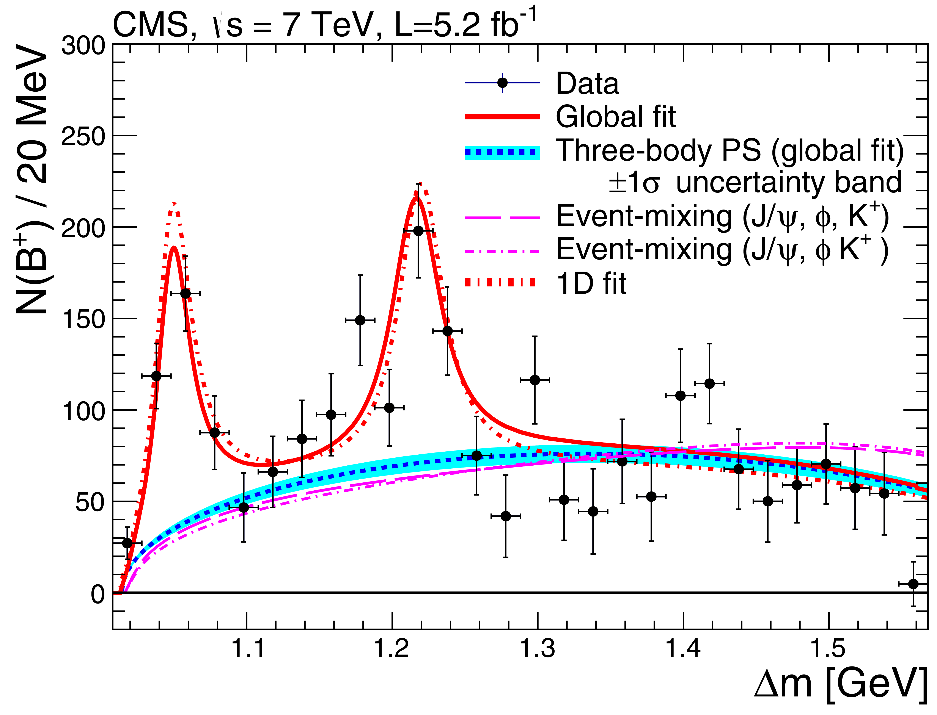 CMS, √s = 7 TeV, L=5.2 fb⁻¹
N(B⁺) / 20 MeV
300
250
200
150
100
50
0
Data
Global fit
Three-body PS (global fit)
±1σ uncertainty band
Event-mixing (J/ψ, ϕ, K⁺)
Event-mixing (J/ψ, ϕ K⁺ )
1D fit
1.1 1.2 1.3 1.4 1.5
Δm [GeV]